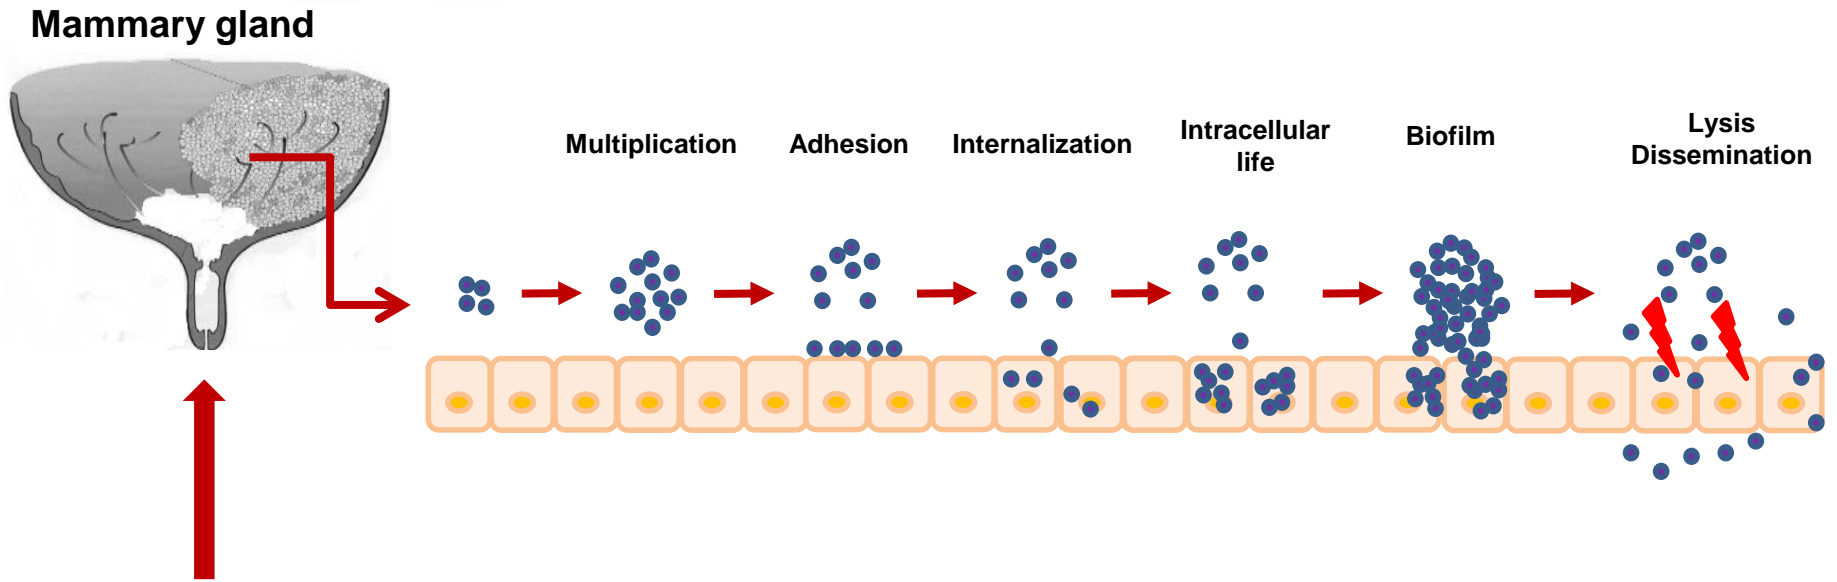 Mammary gland
Multiplication
Adhesion
Internalization
Intracellular
life
Biofilm
Lysis
Dissemination